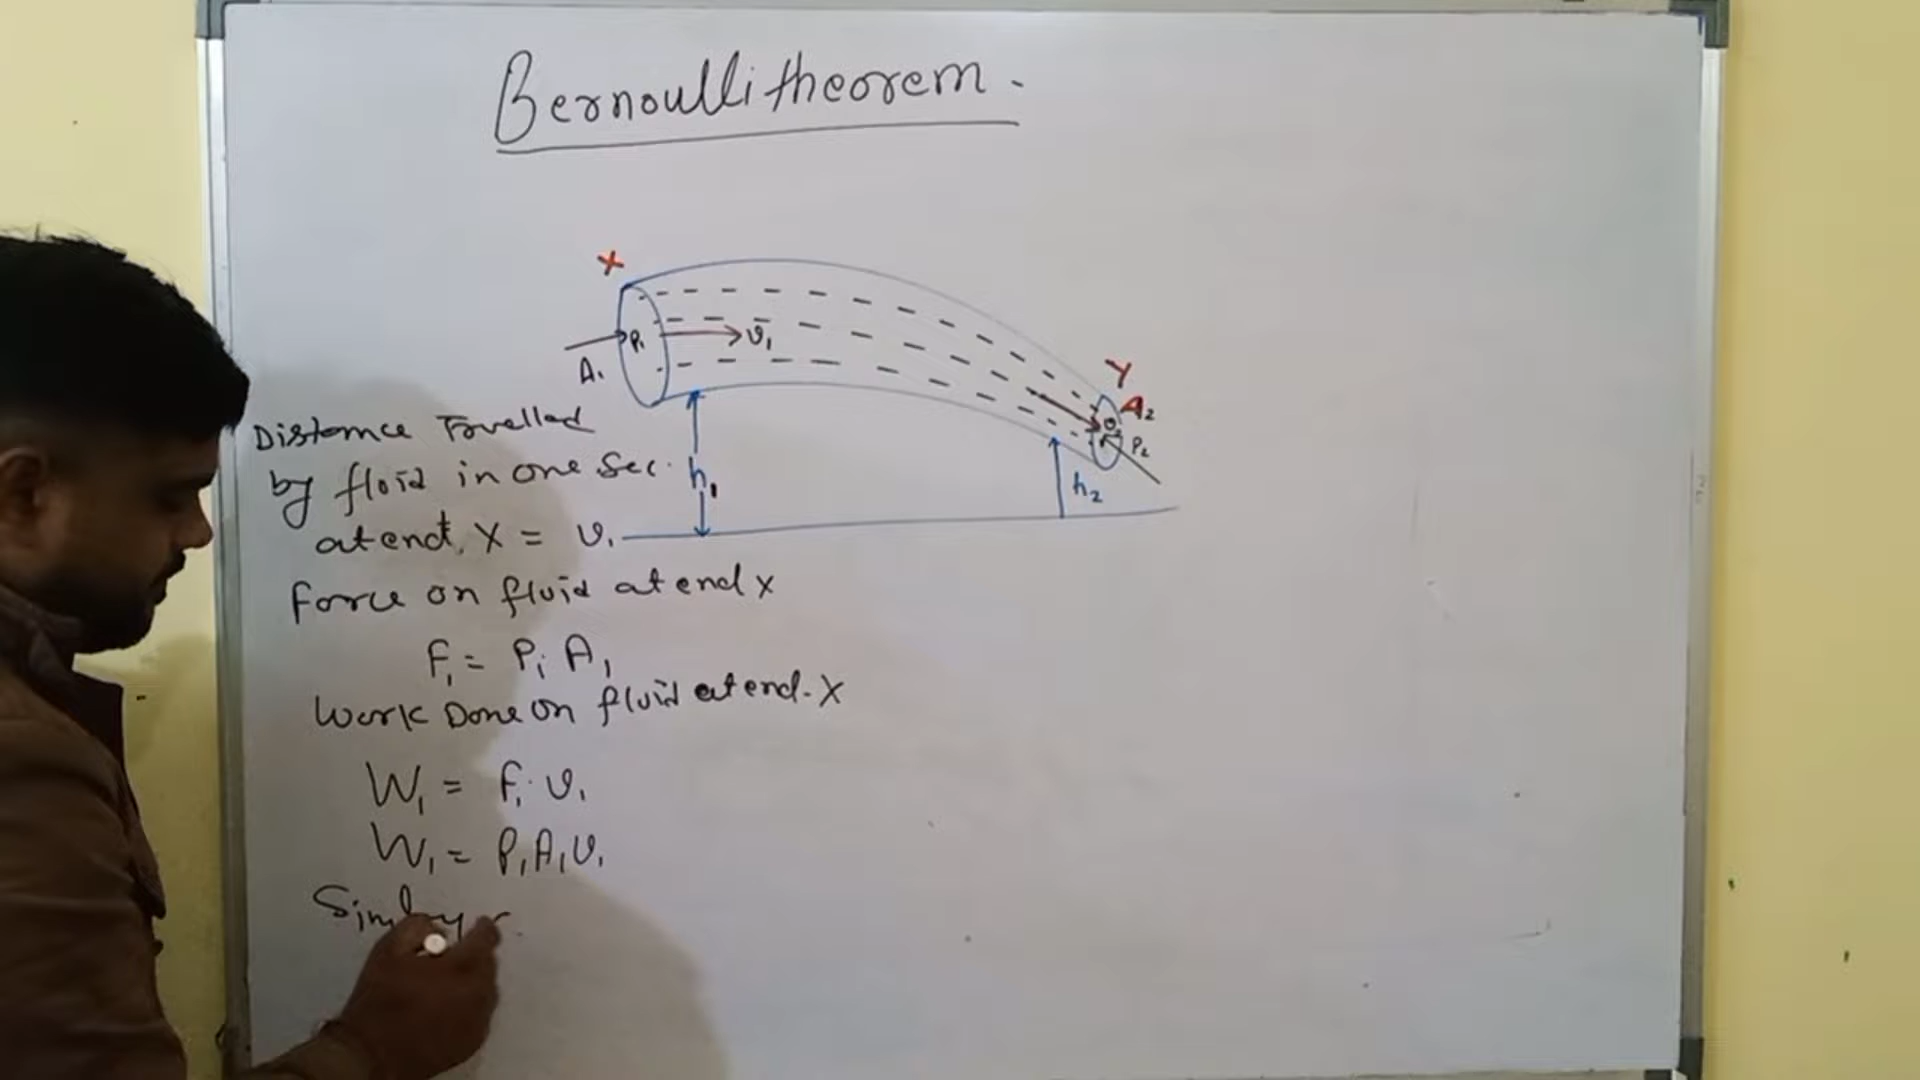 Bernoulli theorem.
X
P₁
v₁
A₁
Y
A₂
P₂
h₁
h₂
Distance Travelled
by fluid in one sec.
at end X = v₁
force on fluid at end X
F₁ = P₁ A₁
Work Done on fluid at end X
W₁ = F₁·v₁
W₁ = P₁A₁v₁